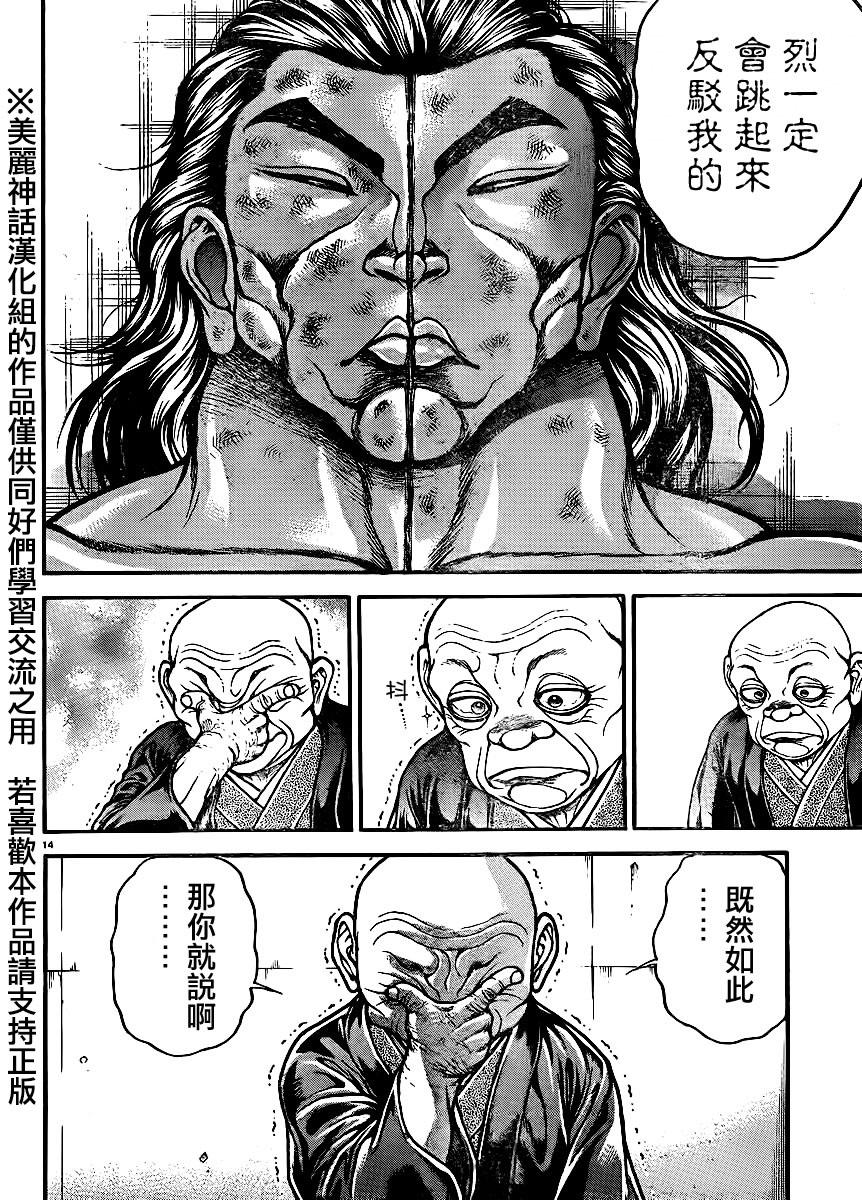 烈一定
會跳起來
反駁我的
拉……
14
既然如此
……
那你就説啊
………
※美麗神話漢化組的作品僅供同好們學習交流之用　若喜歡本作品請支持正版